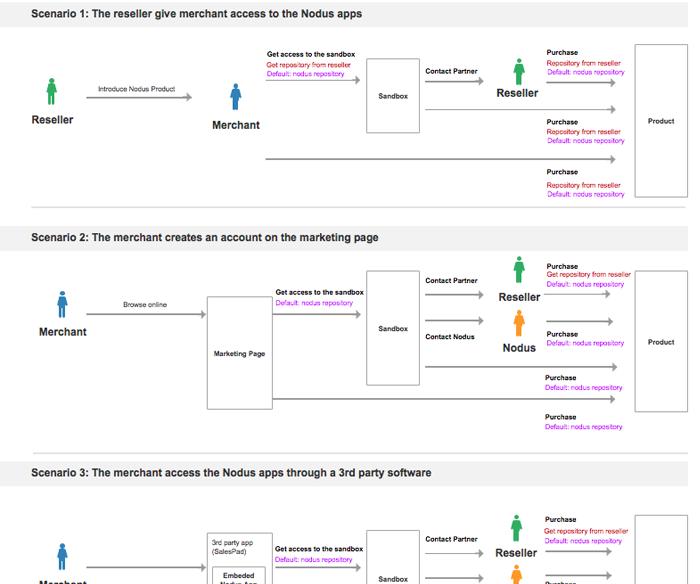 Scenario 1: The reseller give merchant access to the Nodus apps
Get access to the sandbox
Get repository from reseller
Default: nodus repository
Contact Partner
Purchase
Repository from reseller
Default: nodus repository
Introduce Nodus Product
Sandbox
Reseller
Reseller
Merchant
Product
Purchase
Repository from reseller
Default: nodus repository
Purchase
Repository from reseller
Default: nodus repository
Scenario 2: The merchant creates an account on the marketing page
Purchase
Get repository from reseller
Default: nodus repository
Contact Partner
Get access to the sandbox
Default: nodus repository
Browse online
Reseller
Merchant
Sandbox
Contact Nodus
Purchase
Default: nodus repository
Nodus
Product
Marketing Page
Purchase
Default: nodus repository
Purchase
Default: nodus repository
Scenario 3: The merchant access the Nodus apps through a 3rd party software
Purchase
Get repository from reseller
Default: nodus repository
3rd party app
(SalesPad)
Get access to the sandbox
Default: nodus repository
Contact Partner
Reseller
Embeded
Sandbox